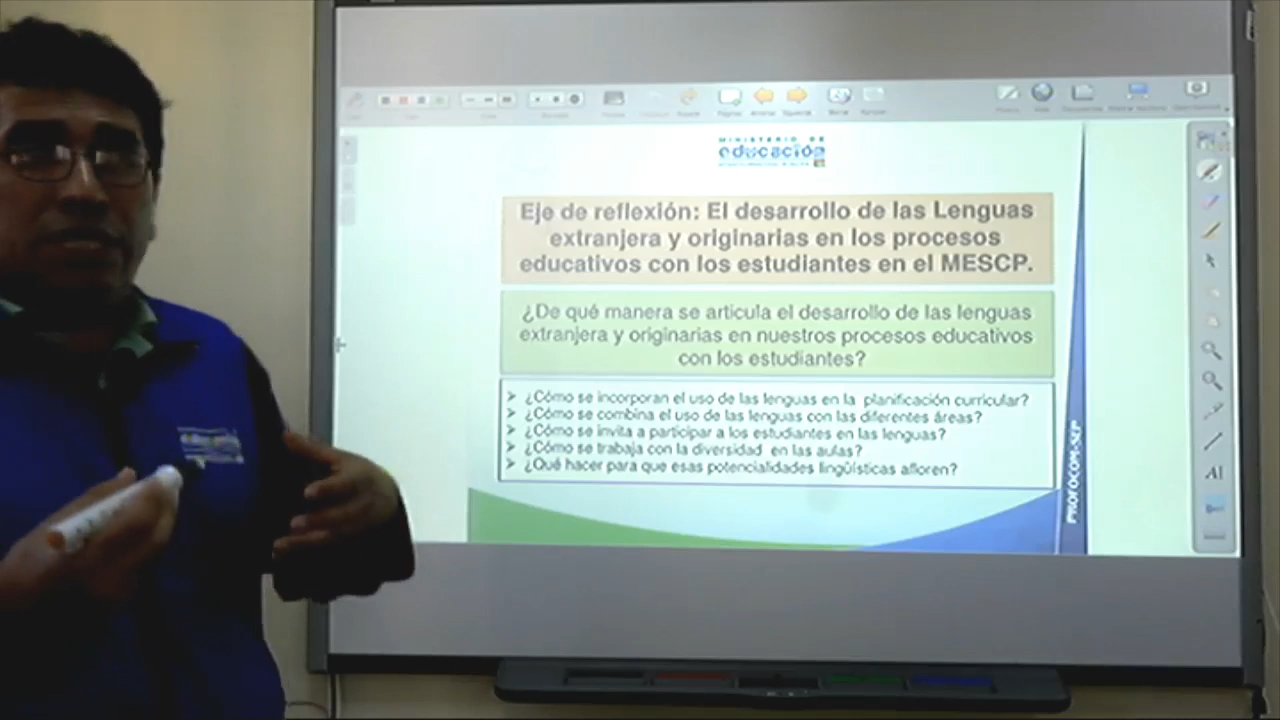 MINISTERIO DE
educación
Eje de reflexión: El desarrollo de las Lenguas
extranjera y originarias en los procesos
educativos con los estudiantes en el MESCP.
¿De qué manera se articula el desarrollo de las lenguas
extranjera y originarias en nuestros procesos educativos
con los estudiantes?
¿Cómo se incorporan el uso de las lenguas en la planificación curricular?
¿Cómo se combina el uso de las lenguas con las diferentes áreas?
¿Cómo se invita a participar a los estudiantes en las lenguas?
¿Cómo se trabaja con la diversidad en las aulas?
¿Qué hacer para que esas potencialidades lingüísticas afloren?
PROFOCOM-SEP
AI